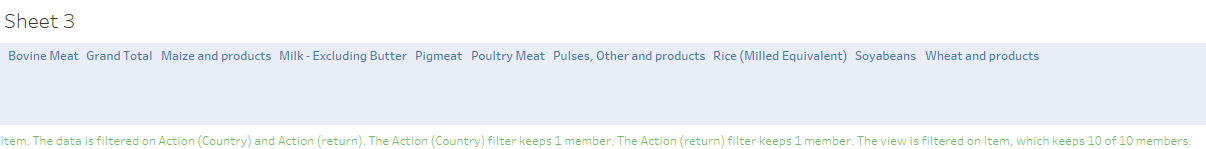 Sheet 3
Bovine Meat Grand Total Maize and products Milk - Excluding Butter Pigmeat Poultry Meat Pulses, Other and products Rice (Milled Equivalent) Soyabeans Wheat and products
Item. The data is filtered on Action (Country) and Action (return). The Action (Country) filter keeps 1 member. The Action (return) filter keeps 1 member. The view is filtered on Item, which keeps 10 of 10 members.